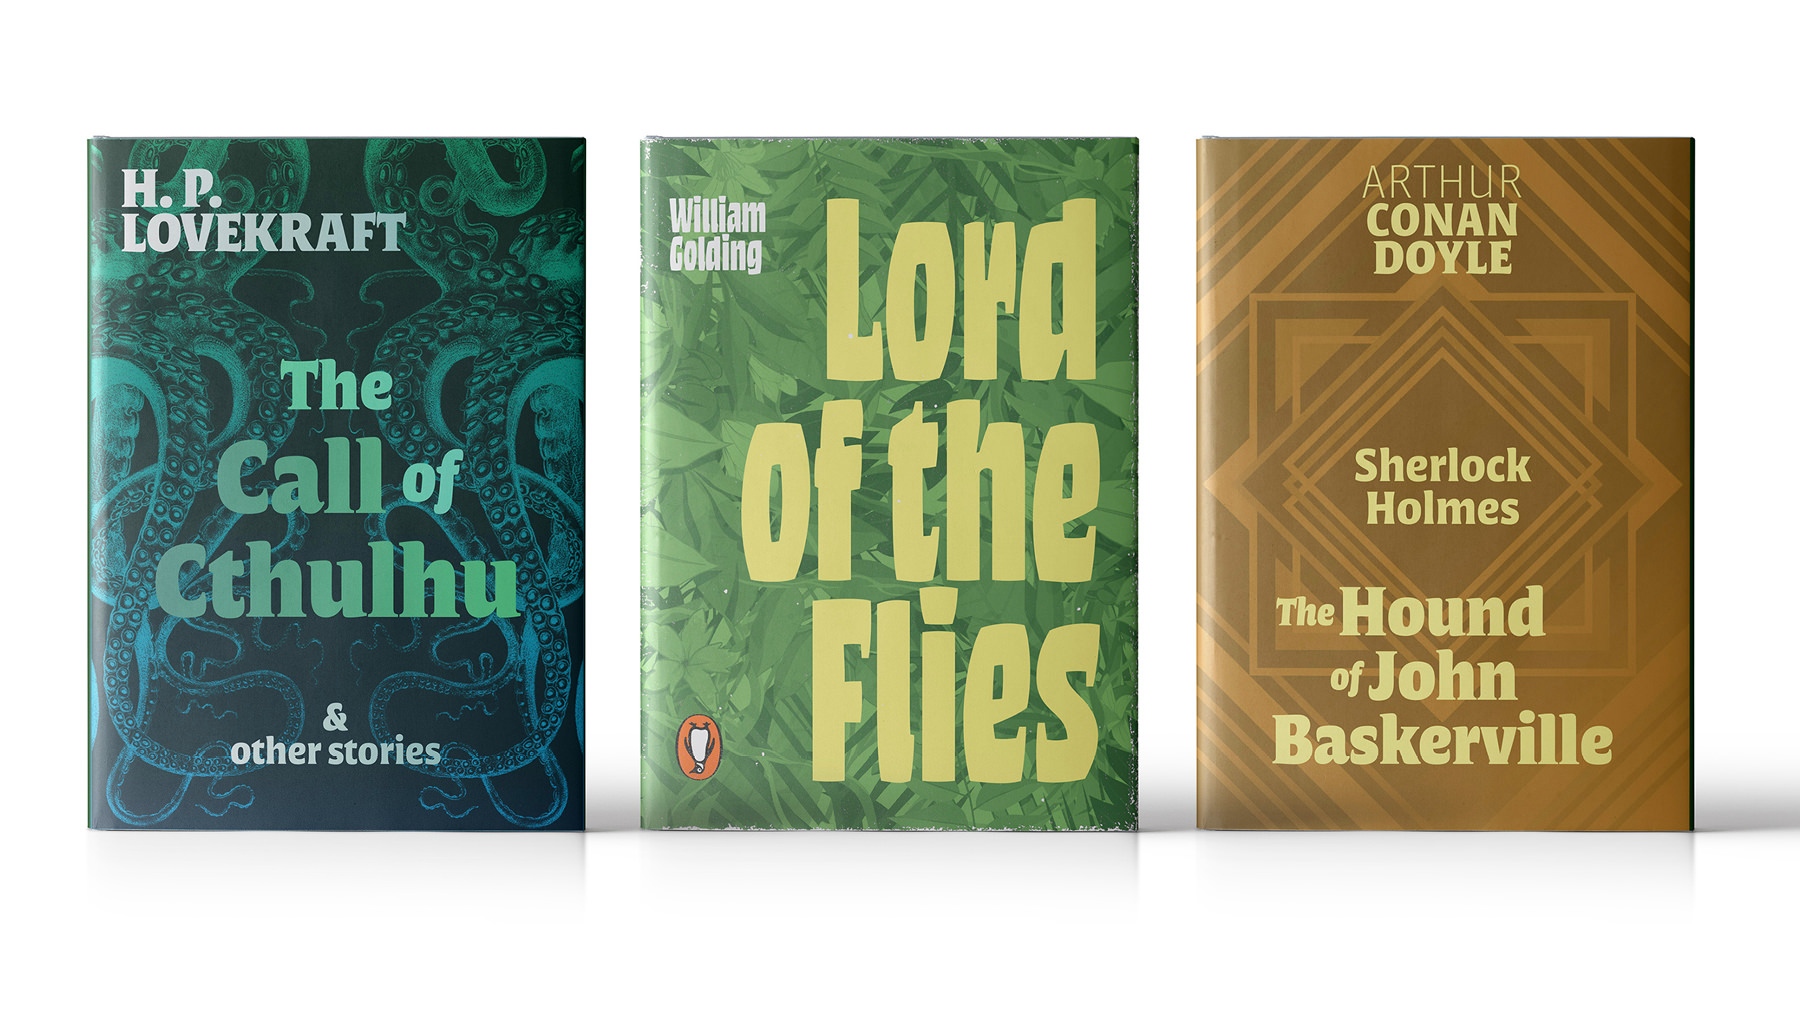 H. P.
LOVEKRAFT
The
Call of
Cthulhu
&
other stories
William
Golding
Lord
of the
Flies
ARTHUR
CONAN
DOYLE
Sherlock
Holmes
The Hound
of John
Baskerville